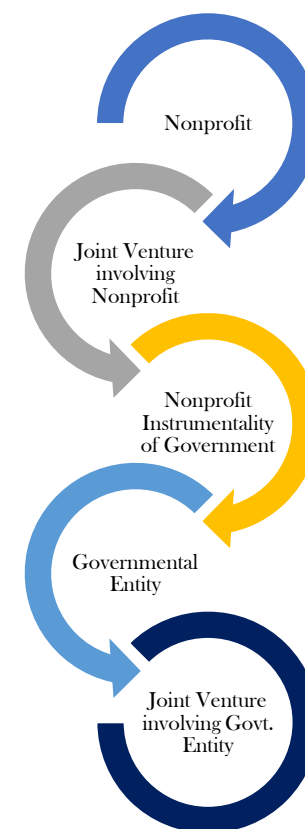 Nonprofit
Joint Venture
involving
Nonprofit
Nonprofit
Instrumentality
of Government
Governmental
Entity
Joint Venture
involving Govt.
Entity